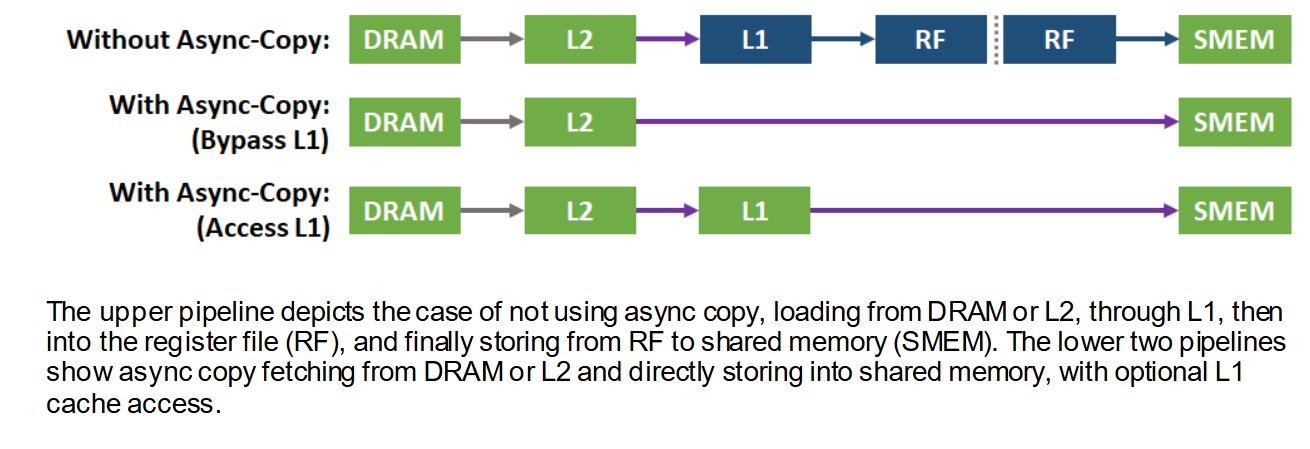 Without Async-Copy: DRAM L2 L1 RF RF SMEM
With Async-Copy:
(Bypass L1) DRAM L2 SMEM
With Async-Copy:
(Access L1) DRAM L2 L1 SMEM
The upper pipeline depicts the case of not using async copy, loading from DRAM or L2, through L1, then
into the register file (RF), and finally storing from RF to shared memory (SMEM). The lower two pipelines
show async copy fetching from DRAM or L2 and directly storing into shared memory, with optional L1
cache access.